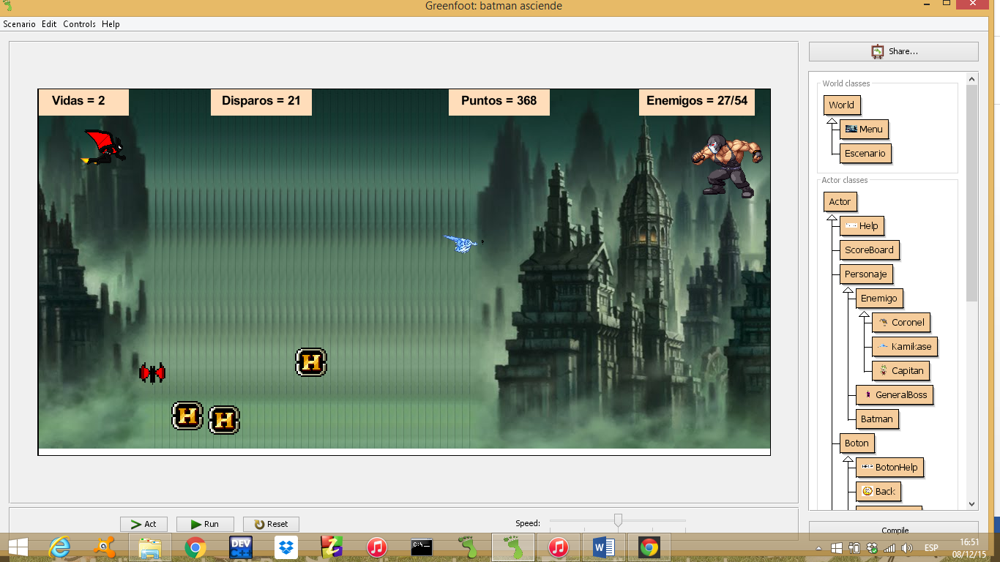 Greenfoot: batman asciende
Scenario Edit Controls Help
Vidas = 2
Disparos = 21
Puntos = 368
Enemigos = 27/54
H
H
H
Share...
World classes
World
Menu
Escenario
Actor classes
Actor
Help
ScoreBoard
Personaje
Enemigo
Coronel
Kamikase
Capitan
GeneralBoss
Batman
Boton
HELP BotonHelp
Back
Act
Run
Reset
Speed:
Compile
DEV
C++
C:\
W
ESP
16:51
08/12/15